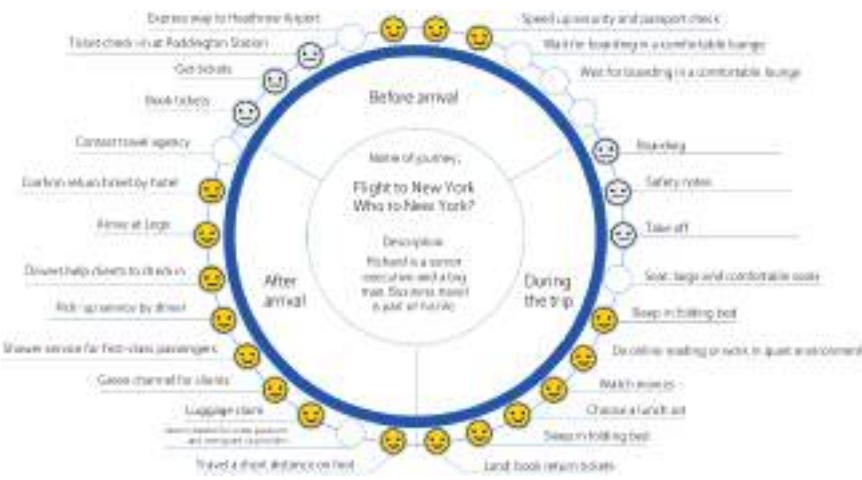 Express way to Heathrow Airport
Ticket check-in at Paddington Station
Get tickets
Book tickets
Contact travel agency
Confirm return ticket by hotel
Arrive at Lego
Drivers help clients to check in
Pick-up service by driver
Shower service for first-class passengers
Green channel for clients
Luggage claim
Travel a short distance on foot
Speed up security and passport check
Wait for boarding in a comfortable lounge
Wait for boarding in a comfortable lounge
Boarding
Safety notes
Take off
Seat: large and comfortable seats
Sleep in folding bed
Do online reading or work in quiet environment
Watch movies
Choose a lunch set
Sleep in folding bed
Land: book return tickets
Before arrival
After
arrival
During
the trip
Name of journey:
Flight to New York
Who to New York?
Description
Richard is a senior
executive and a big
man. Business travel
is part of his life